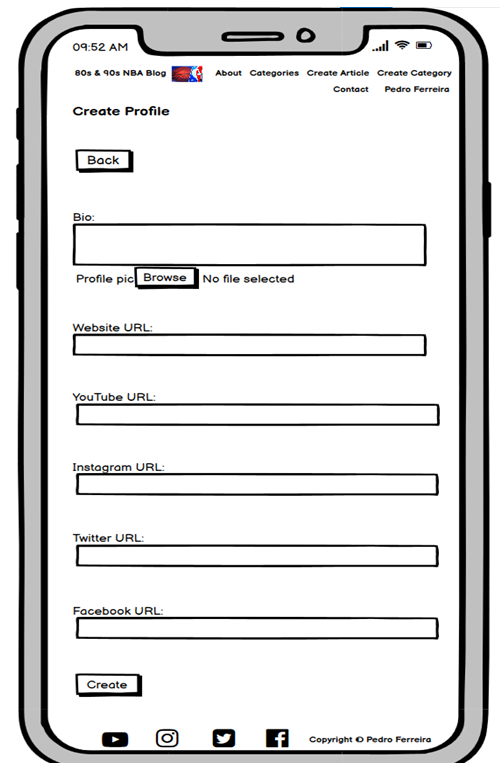 09:52 AM
80s & 90s NBA Blog About Categories Create Article Create Category
Contact Pedro Ferreira
Create Profile
Back
Bio:
Profile pic Browse No file selected
Website URL:
YouTube URL:
Instagram URL:
Twitter URL:
Facebook URL:
Create
Copyright © Pedro Ferreira